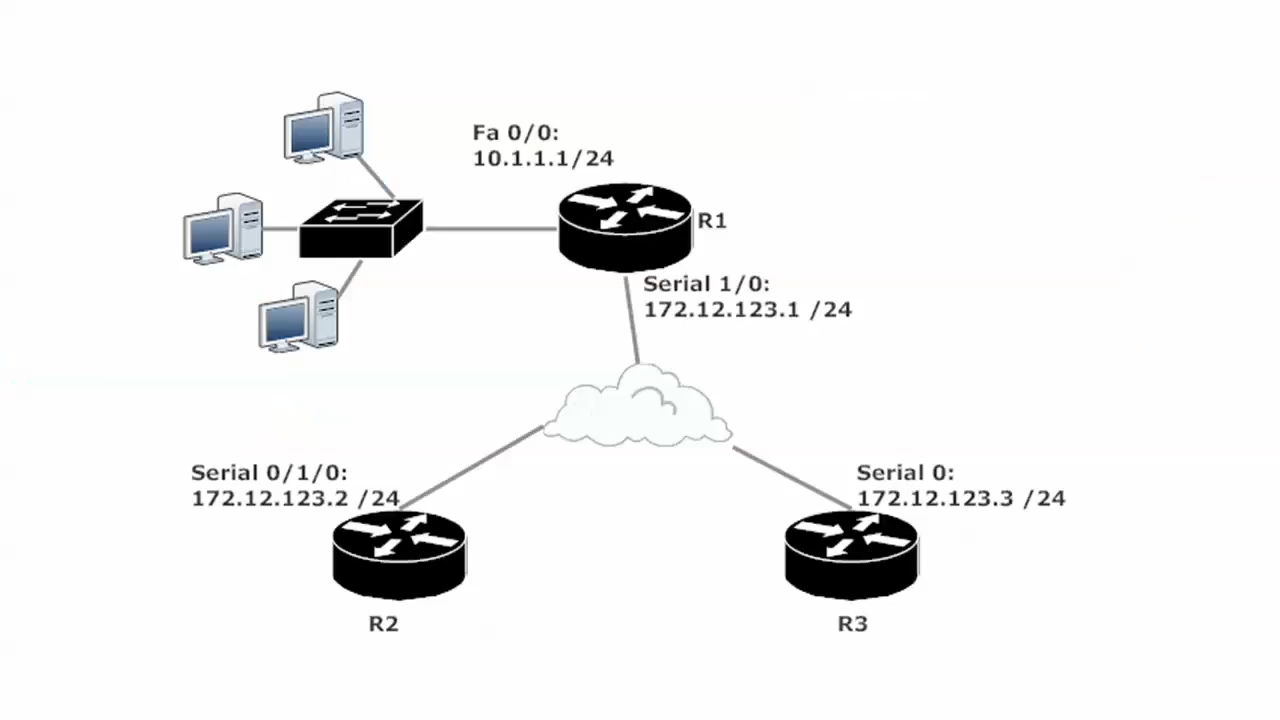 Fa 0/0:
10.1.1.1/24
R1
Serial 1/0:
172.12.123.1 /24
Serial 0/1/0:
172.12.123.2 /24
Serial 0:
172.12.123.3 /24
R2
R3